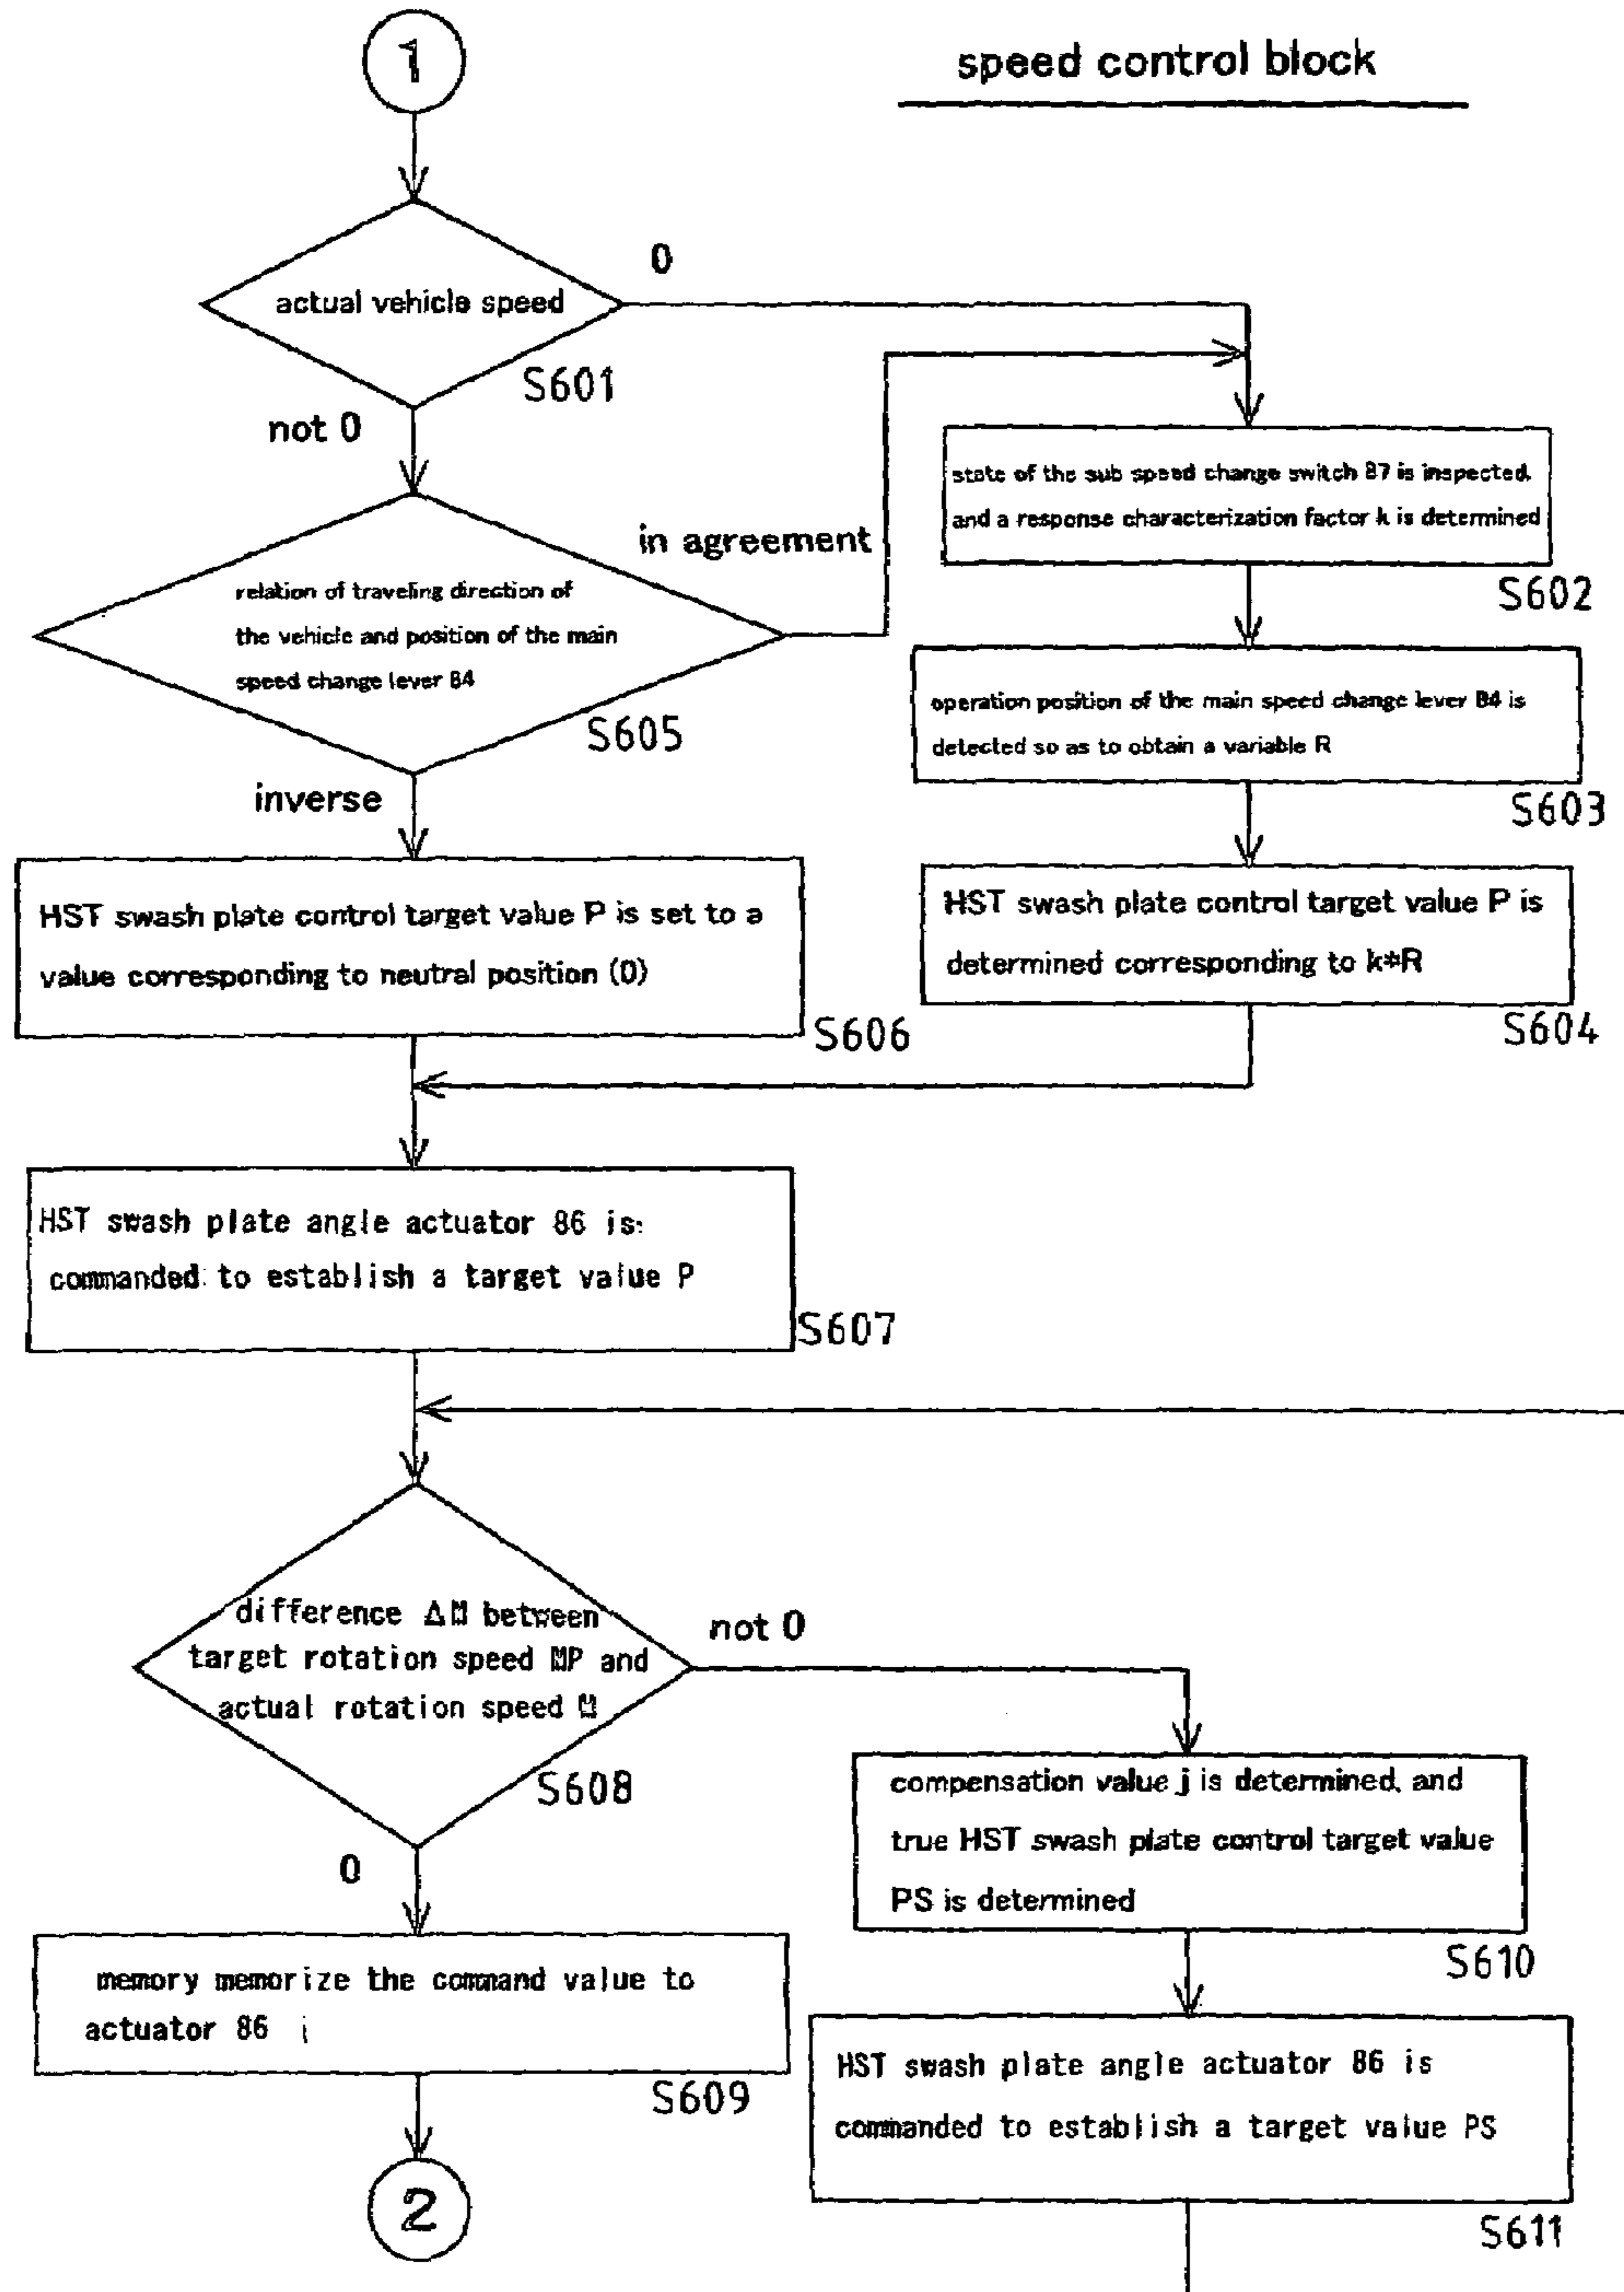 1
speed control block
actual vehicle speed
0
S601
not 0
relation of traveling direction of
the vehicle and position of the main
speed change lever 84
in agreement
S605
inverse
state of the sub speed change switch 87 is inspected,
and a response characterization factor k is determined
S602
operation position of the main speed change lever 84 is
detected so as to obtain a variable R
S603
HST swash plate control target value P is
determined corresponding to k*R
S604
HST swash plate control target value P is set to a
value corresponding to neutral position (0)
S606
HST swash plate angle actuator 86 is
commanded to establish a target value P
S607
difference ΔM between
target rotation speed MP and
actual rotation speed M
not 0
S608
0
compensation value j is determined, and
true HST swash plate control target value
PS is determined
S610
memory memorize the command value to
actuator 86
S609
HST swash plate angle actuator 86 is
commanded to establish a target value PS
S611
2